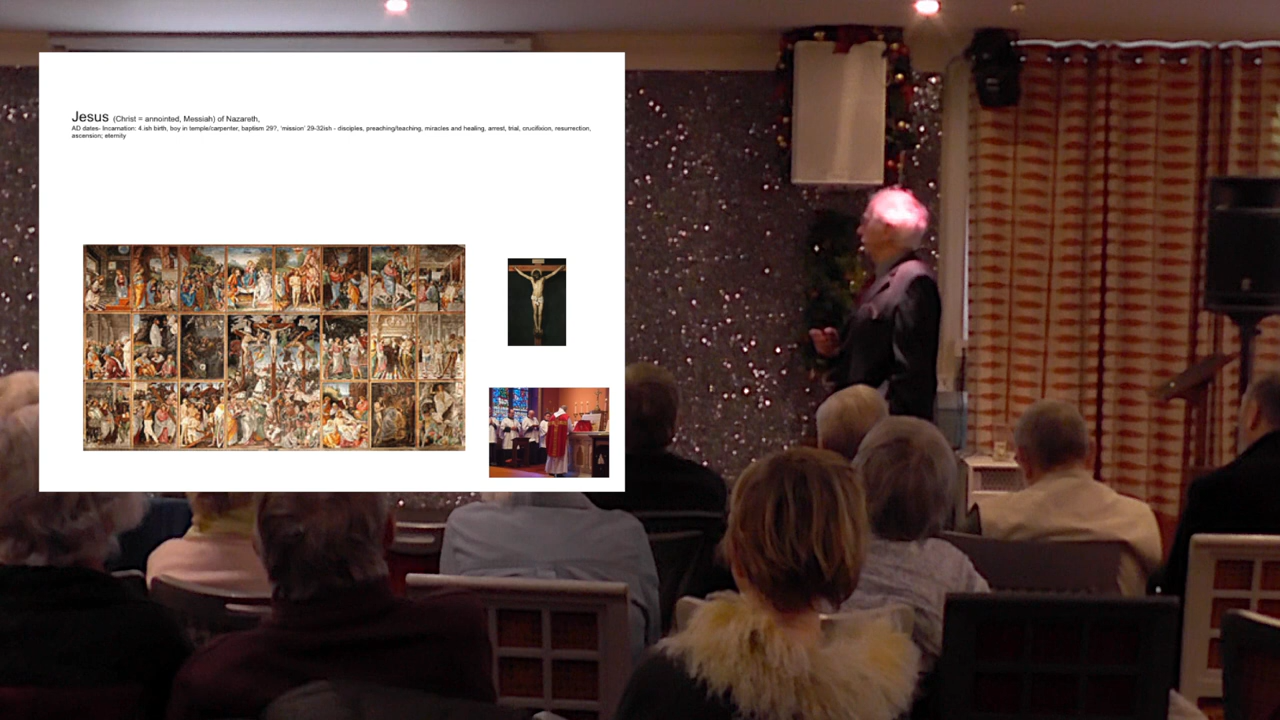 Jesus (Christ = annointed, Messiah) of Nazareth,
AD dates- Incarnation: 4.ish birth, boy in temple/carpenter, baptism 29?, 'mission' 29-32ish - disciples, preaching/teaching, miracles and healing, arrest, trial, crucifixion, resurrection,
ascension; eternity